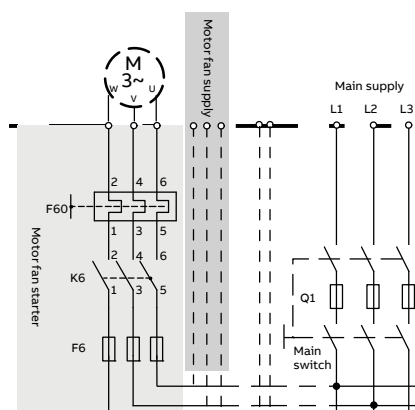 M
3~
W
V
U
Motor fan supply
Main supply
L1 L2 L3
2 4 6
F60
1 3 5
2 4 6
K6
1 3 5
F6
Motor fan starter
Q1
Main
switch